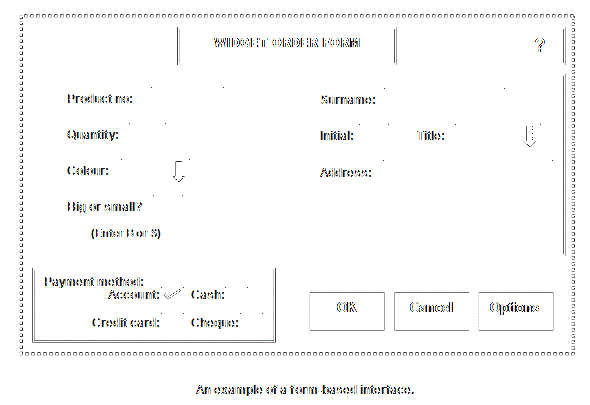 WIDGET ORDER FORM ?
Product no: Surname:
Quantity: Initial: Title:
Colour: Address:
Big or small?
(Enter B or S)
Payment method:
Account: Cash:
Credit card: Cheque:
OK Cancel Options
An example of a form-based interface.